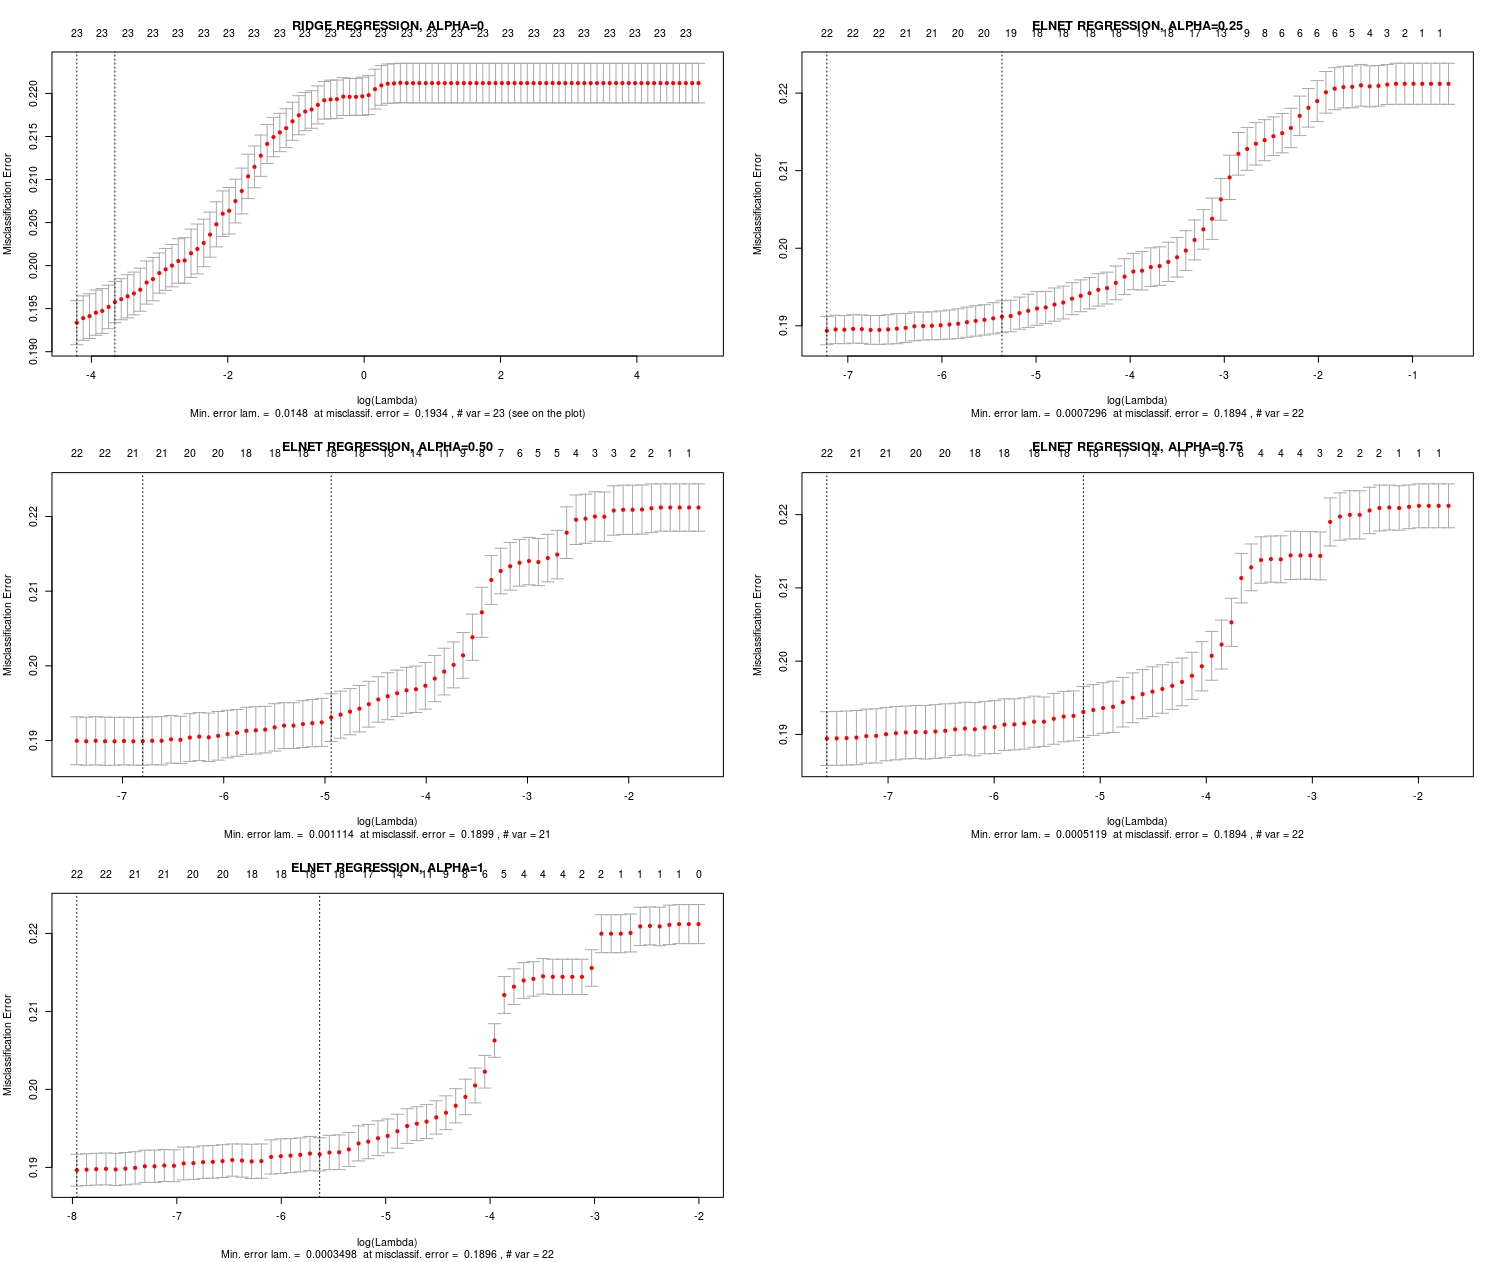 RIDGE REGRESSION, ALPHA=0
23 23 23 23 23 23 23 23 23 23 23 23 23 23 23 23 23 23 23 23 23 23 23 23 23
Misclassification Error
0.220
0.215
0.210
0.205
0.200
0.195
0.190
-4 -2 0 2 4
log(Lambda)
Min. error lam. = 0.0148 at misclassif. error = 0.1934 , # var = 23 (see on the plot)
ELNET REGRESSION, ALPHA=0.25
22 22 22 21 21 20 20 19 18 18 18 18 19 18 17 13 9 8 6 6 6 6 6 5 4 3 2 1 1
Misclassification Error
0.22
0.21
0.20
0.19
-7 -6 -5 -4 -3 -2 -1
log(Lambda)
Min. error lam. = 0.0007296 at misclassif. error = 0.1894 , # var = 22
ELNET REGRESSION, ALPHA=0.50
22 22 21 21 20 20 18 18 18 18 18 18 14 11 9 8 7 6 5 5 4 3 3 2 2 1 1
Misclassification Error
0.22
0.21
0.20
0.19
-7 -6 -5 -4 -3 -2
log(Lambda)
Min. error lam. = 0.001114 at misclassif. error = 0.1899 , # var = 21
ELNET REGRESSION, ALPHA=0.75
22 21 21 20 20 18 18 18 18 18 17 14 11 9 8 6 4 4 4 3 2 2 2 1 1 1
Misclassification Error
0.22
0.21
0.20
0.19
-7 -6 -5 -4 -3 -2
log(Lambda)
Min. error lam. = 0.0005119 at misclassif. error = 0.1894 , # var = 22
ELNET REGRESSION, ALPHA=1
22 22 21 21 20 20 18 18 18 18 17 14 11 9 8 6 5 4 4 4 2 2 1 1 1 1 0
Misclassification Error
0.22
0.21
0.20
0.19
-8 -7 -6 -5 -4 -3 -2
log(Lambda)
Min. error lam. = 0.0003498 at misclassif. error = 0.1896 , # var = 22